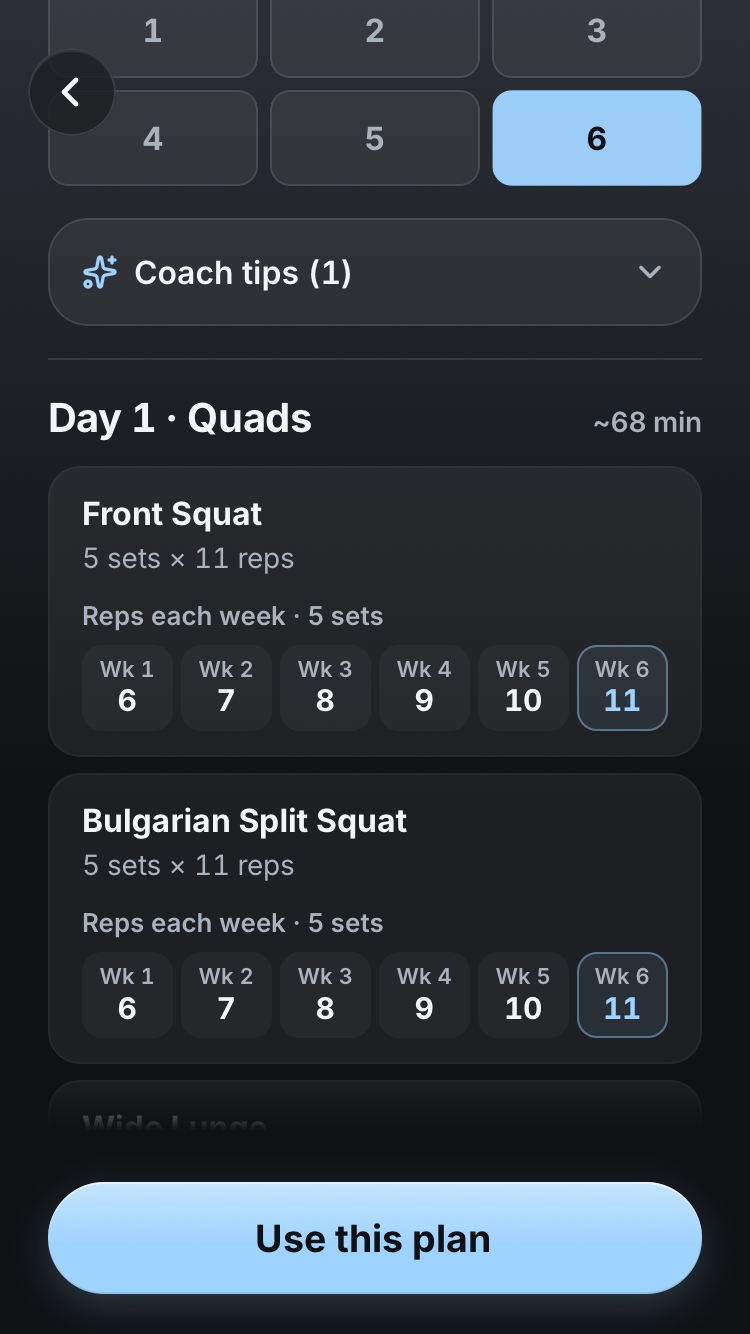 1 2 3
4 5 6
Coach tips (1)
Day 1 · Quads ~68 min
Front Squat
5 sets × 11 reps
Reps each week · 5 sets
Wk 1 Wk 2 Wk 3 Wk 4 Wk 5 Wk 6
6 7 8 9 10 11
Bulgarian Split Squat
5 sets × 11 reps
Reps each week · 5 sets
Wk 1 Wk 2 Wk 3 Wk 4 Wk 5 Wk 6
6 7 8 9 10 11
Wide Lunge
Use this plan